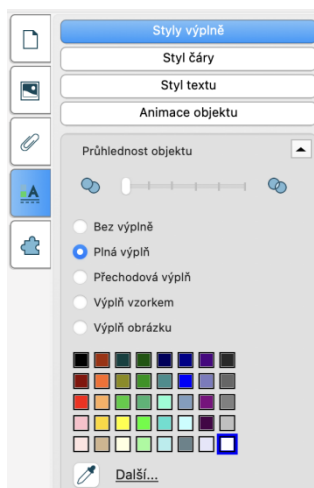 Styly výplně
Styl čáry
Styl textu
Animace objektu
Průhlednost objektu
A
Bez výplně
Plná výplň
Přechodová výplň
Výplň vzorkem
Výplň obrázku
Další...